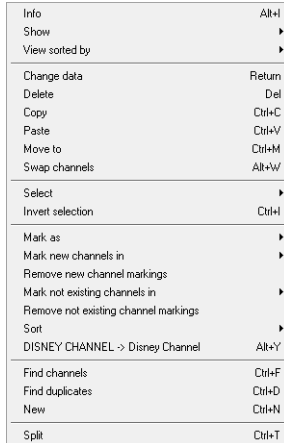 Info Alt+I
Show
View sorted by
Change data Return
Delete Del
Copy Ctrl+C
Paste Ctrl+V
Move to Ctrl+M
Swap channels Alt+W
Select
Invert selection Ctrl+I
Mark as
Mark new channels in
Remove new channel markings
Mark not existing channels in
Remove not existing channel markings
Sort
DISNEY CHANNEL -> Disney Channel Alt+Y
Find channels Ctrl+F
Find duplicates Ctrl+D
New Ctrl+N
Split Ctrl+T